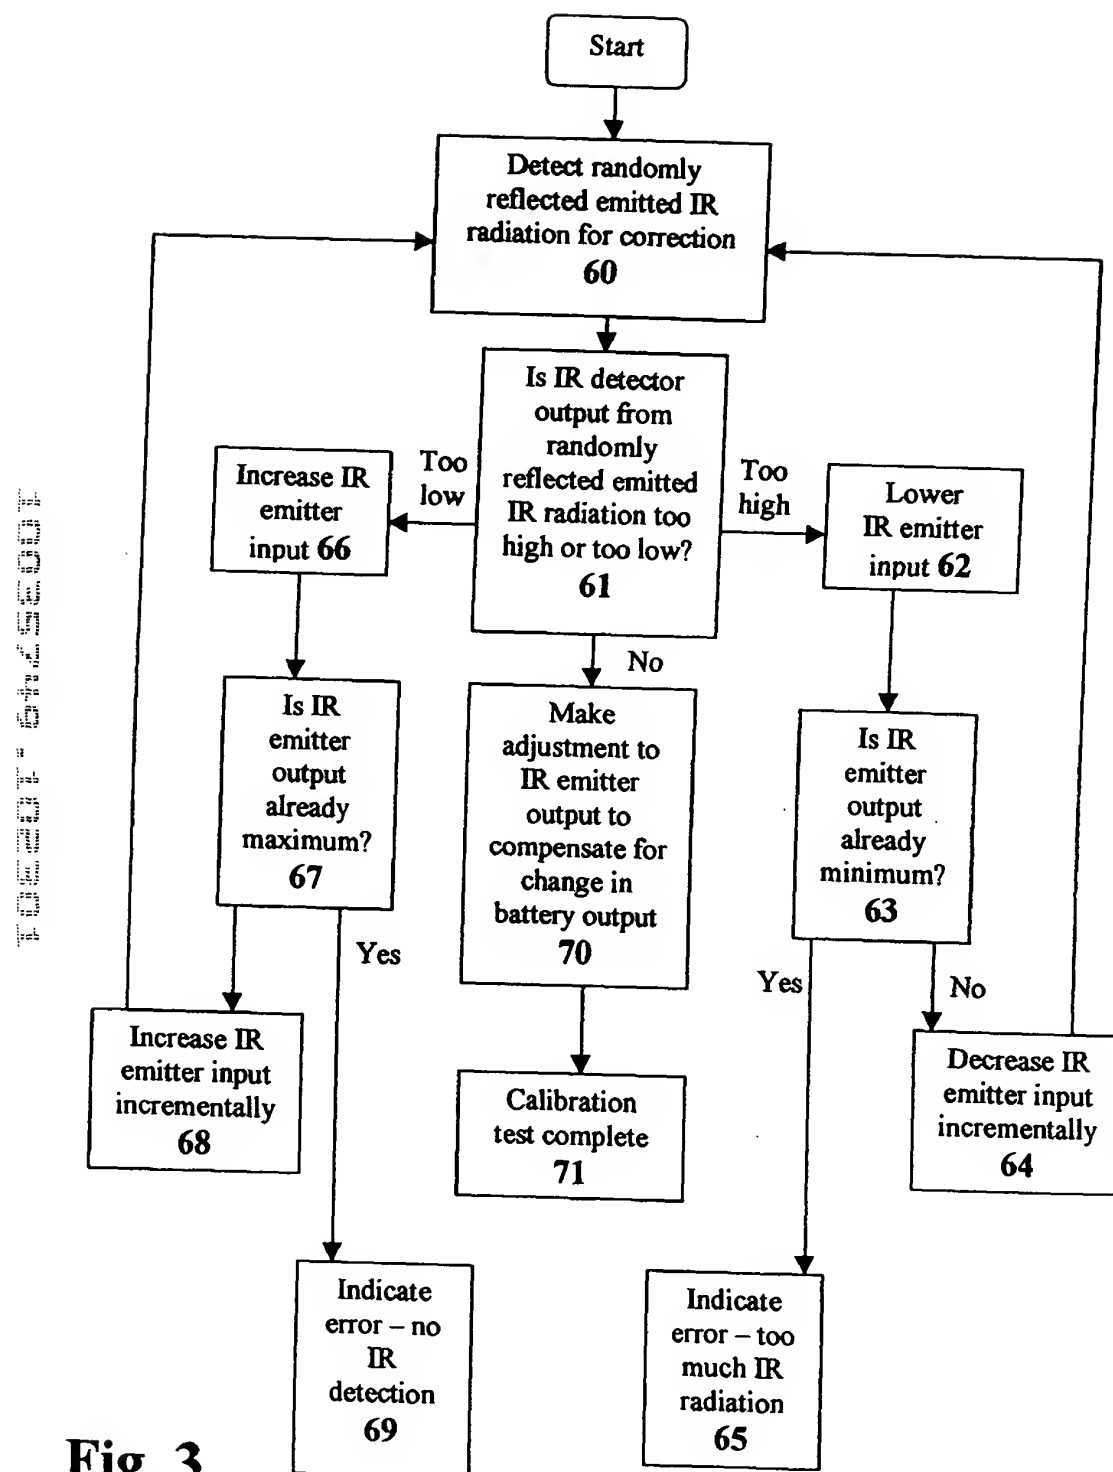 Start
Detect randomly
reflected emitted IR
radiation for correction
60
Is IR detector
output from
randomly
reflected emitted
IR radiation too
high or too low?
61
Too
low
Too
high
Increase IR
emitter
input 66
Lower
IR emitter
input 62
No
Is IR
emitter
output
already
maximum?
67
Make
adjustment to
IR emitter
output to
compensate for
change in
battery output
70
Is IR
emitter
output
already
minimum?
63
Yes
Yes
No
Increase IR
emitter input
incrementally
68
Calibration
test complete
71
Decrease IR
emitter input
incrementally
64
Indicate
error – no
IR
detection
69
Indicate
error – too
much IR
radiation
65
Fig. 3
10035749.102301